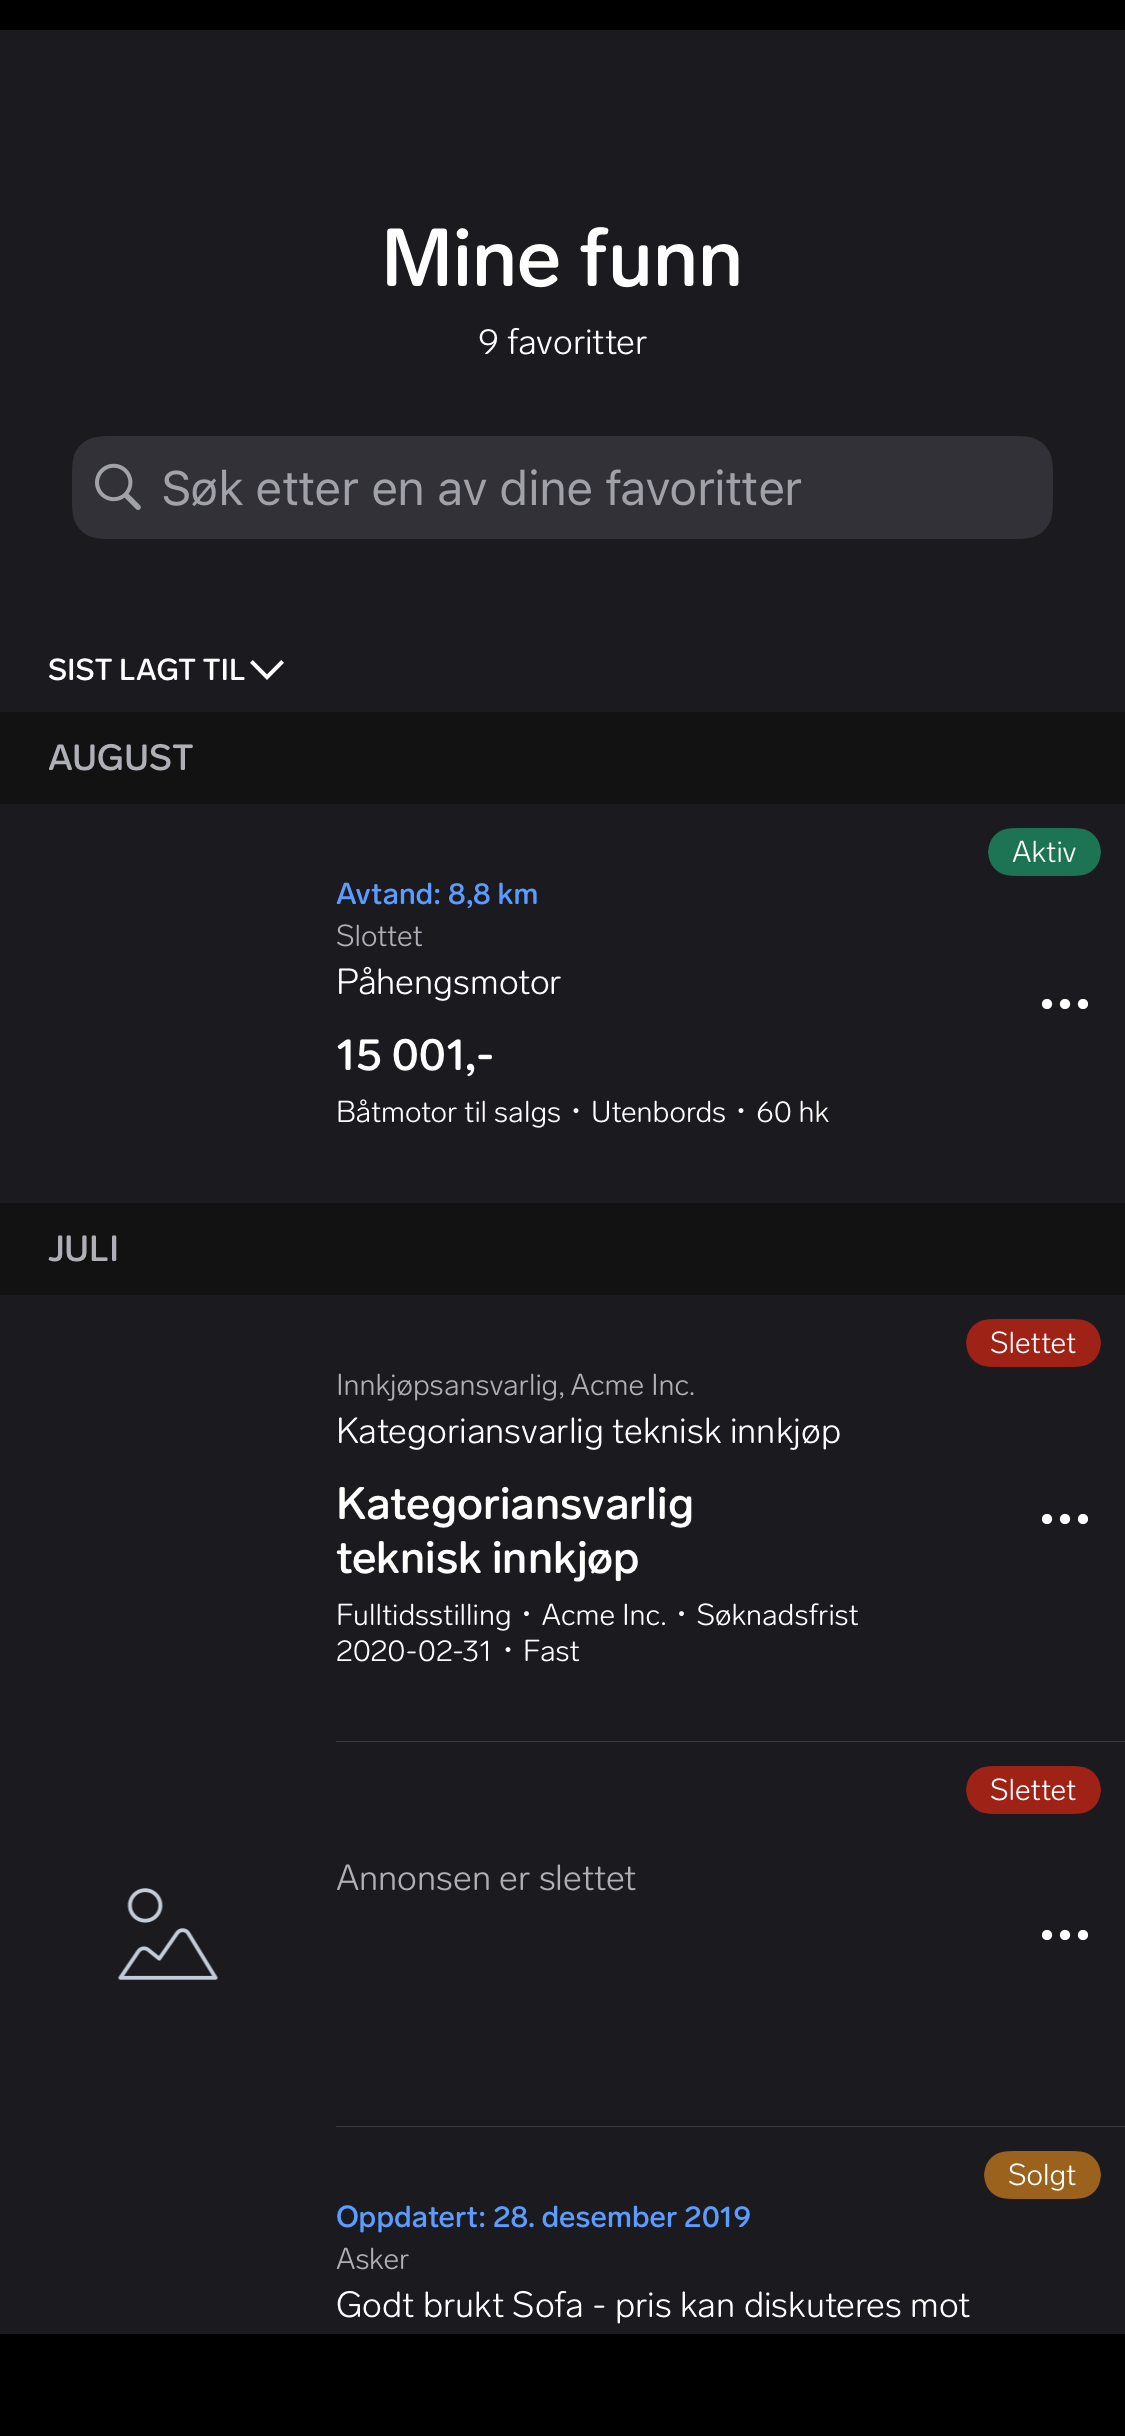 Mine funn
9 favoritter
Søk etter en av dine favoritter
SIST LAGT TIL
AUGUST
Aktiv
Avtand: 8,8 km
Slottet
Påhengsmotor
15 001,-
Båtmotor til salgs • Utenbords • 60 hk
JULI
Slettet
Innkjøpsansvarlig, Acme Inc.
Kategoriansvarlig teknisk innkjøp
Kategoriansvarlig
teknisk innkjøp
Fulltidsstilling • Acme Inc. • Søknadsfrist
2020-02-31 • Fast
Slettet
Annonsen er slettet
Solgt
Oppdatert: 28. desember 2019
Asker
Godt brukt Sofa - pris kan diskuteres mot